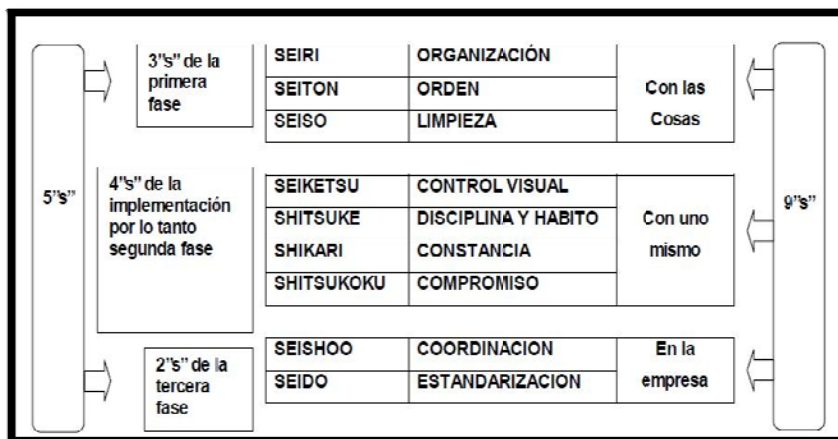 5"s"
3"s" de la
primera
fase
SEIRI ORGANIZACIÓN
SEITON ORDEN
SEISO LIMPIEZA
Con las
Cosas
4"s" de la
implementación
por lo tanto
segunda fase
SEIKETSU CONTROL VISUAL
SHITSUKE DISCIPLINA Y HABITO
SHIKARI CONSTANCIA
SHITSUKOKU COMPROMISO
Con uno
mismo
2"s" de la
tercera
fase
SEISHOO COORDINACION
SEIDO ESTANDARIZACION
En la
empresa
9"s"